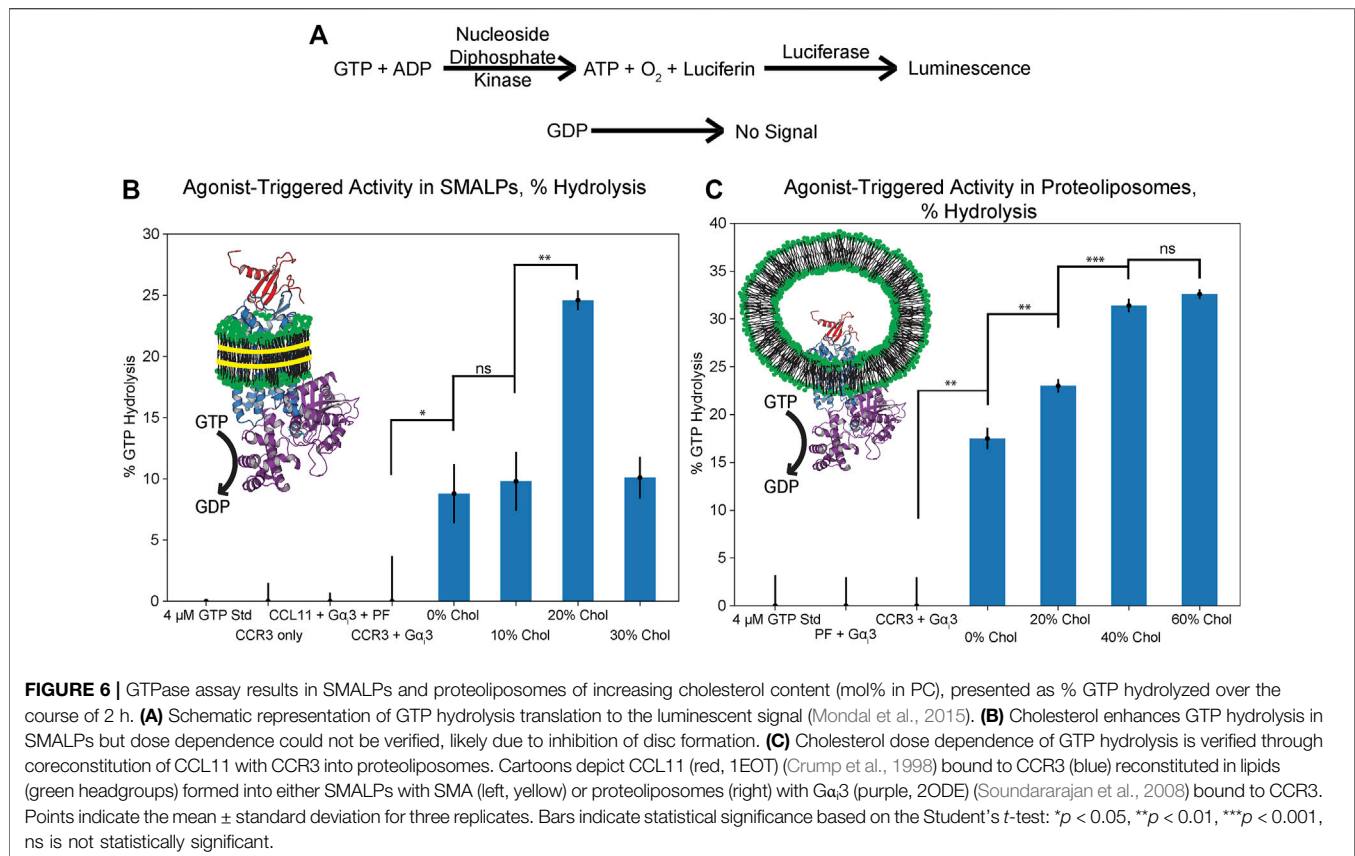 A
GTP + ADP
Nucleoside
Diphosphate
Kinase
ATP + O2 + Luciferin
Luciferase
Luminescence
GDP
No Signal
B
Agonist-Triggered Activity in SMALPs, % Hydrolysis
30
25
20
15
10
5
0
% GTP Hydrolysis
GTP
GDP
*
ns
**
4 µM GTP Std
CCL11 + Gαi3 + PF
0% Chol
20% Chol
CCR3 only
CCR3 + Gαi3
10% Chol
30% Chol
C
Agonist-Triggered Activity in Proteoliposomes,
% Hydrolysis
40
35
30
25
20
15
10
5
0
% GTP Hydrolysis
GTP
GDP
**
**
***
ns
4 µM GTP Std
CCR3 + Gαi3
20% Chol
60% Chol
PF + Gαi3
0% Chol
40% Chol
FIGURE 6 | GTPase assay results in SMALPs and proteoliposomes of increasing cholesterol content (mol% in PC), presented as % GTP hydrolyzed over the
course of 2 h. (A) Schematic representation of GTP hydrolysis translation to the luminescent signal (Mondal et al., 2015). (B) Cholesterol enhances GTP hydrolysis in
SMALPs but dose dependence could not be verified, likely due to inhibition of disc formation. (C) Cholesterol dose dependence of GTP hydrolysis is verified through
coreconstitution of CCL11 with CCR3 into proteoliposomes. Cartoons depict CCL11 (red, 1EOT) (Crump et al., 1998) bound to CCR3 (blue) reconstituted in lipids
(green headgroups) formed into either SMALPs with SMA (left, yellow) or proteoliposomes (right) with Gαi3 (purple, 2ODE) (Soundararajan et al., 2008) bound to CCR3.
Points indicate the mean ± standard deviation for three replicates. Bars indicate statistical significance based on the Student's t-test: *p < 0.05, **p < 0.01, ***p < 0.001,
ns is not statistically significant.